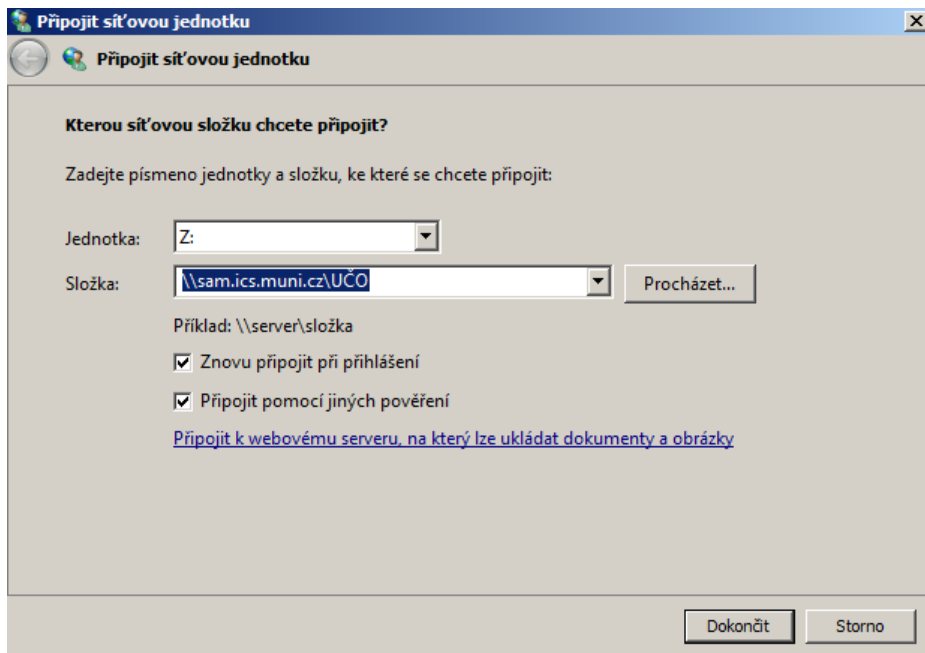 Připojit síťovou jednotku
Připojit síťovou jednotku
Kterou síťovou složku chcete připojit?
Zadejte písmeno jednotky a složku, ke které se chcete připojit:
Jednotka: Z:
Složka: \\sam.ics.muni.cz\UČO Procházet...
Příklad: \\server\složka
Znovu připojit při přihlášení
Připojit pomocí jiných pověření
Připojit k webovému serveru, na který lze ukládat dokumenty a obrázky
Dokončit Storno